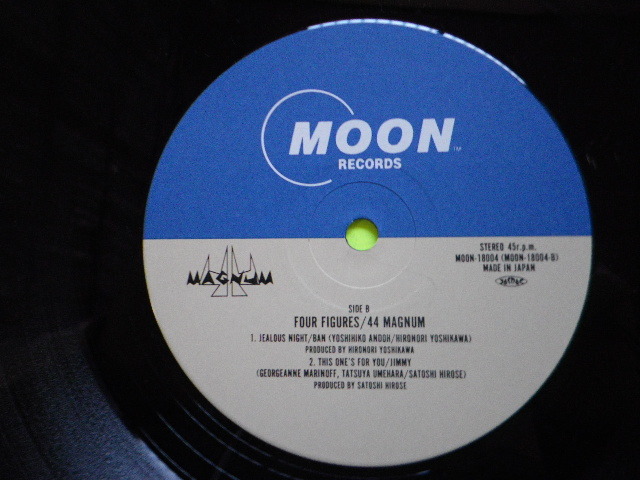 MOON TM
RECORDS
STEREO 45r.p.m.
MOON-18004 (MOON-18004-B)
MADE IN JAPAN
MAGNUM
SIDE B
FOUR FIGURES/44 MAGNUM
1. JEALOUS NIGHT/BAN (YOSHIHIKO ANDOH/HIRONORI YOSHIKAWA)
PRODUCED BY HIRONORI YOSHIKAWA
2. THIS ONE'S FOR YOU/JIMMY
(GEORGEANNE MARINOFF, TATSUYA UMEHARA/SATOSHI HIROSE)
PRODUCED BY SATOSHI HIROSE